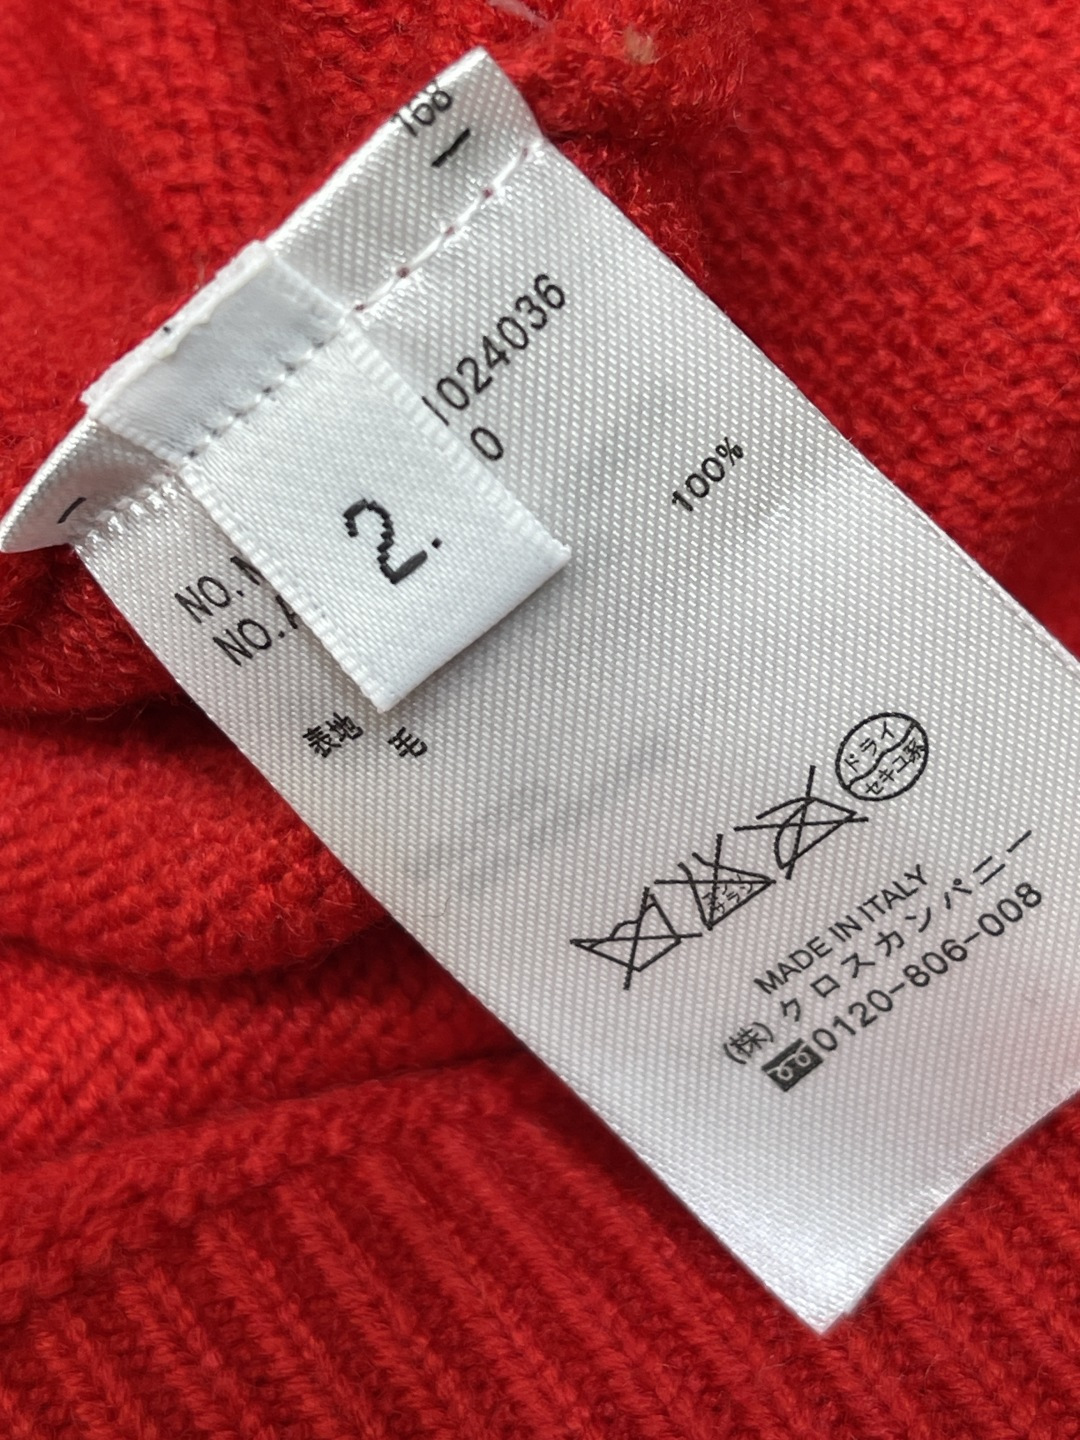 168
2.
NO.
1024036
NO.
0
表地 毛 100%
ドライ
セキユ系
MADE IN ITALY
(株) クロスカンパニー
0120-806-008